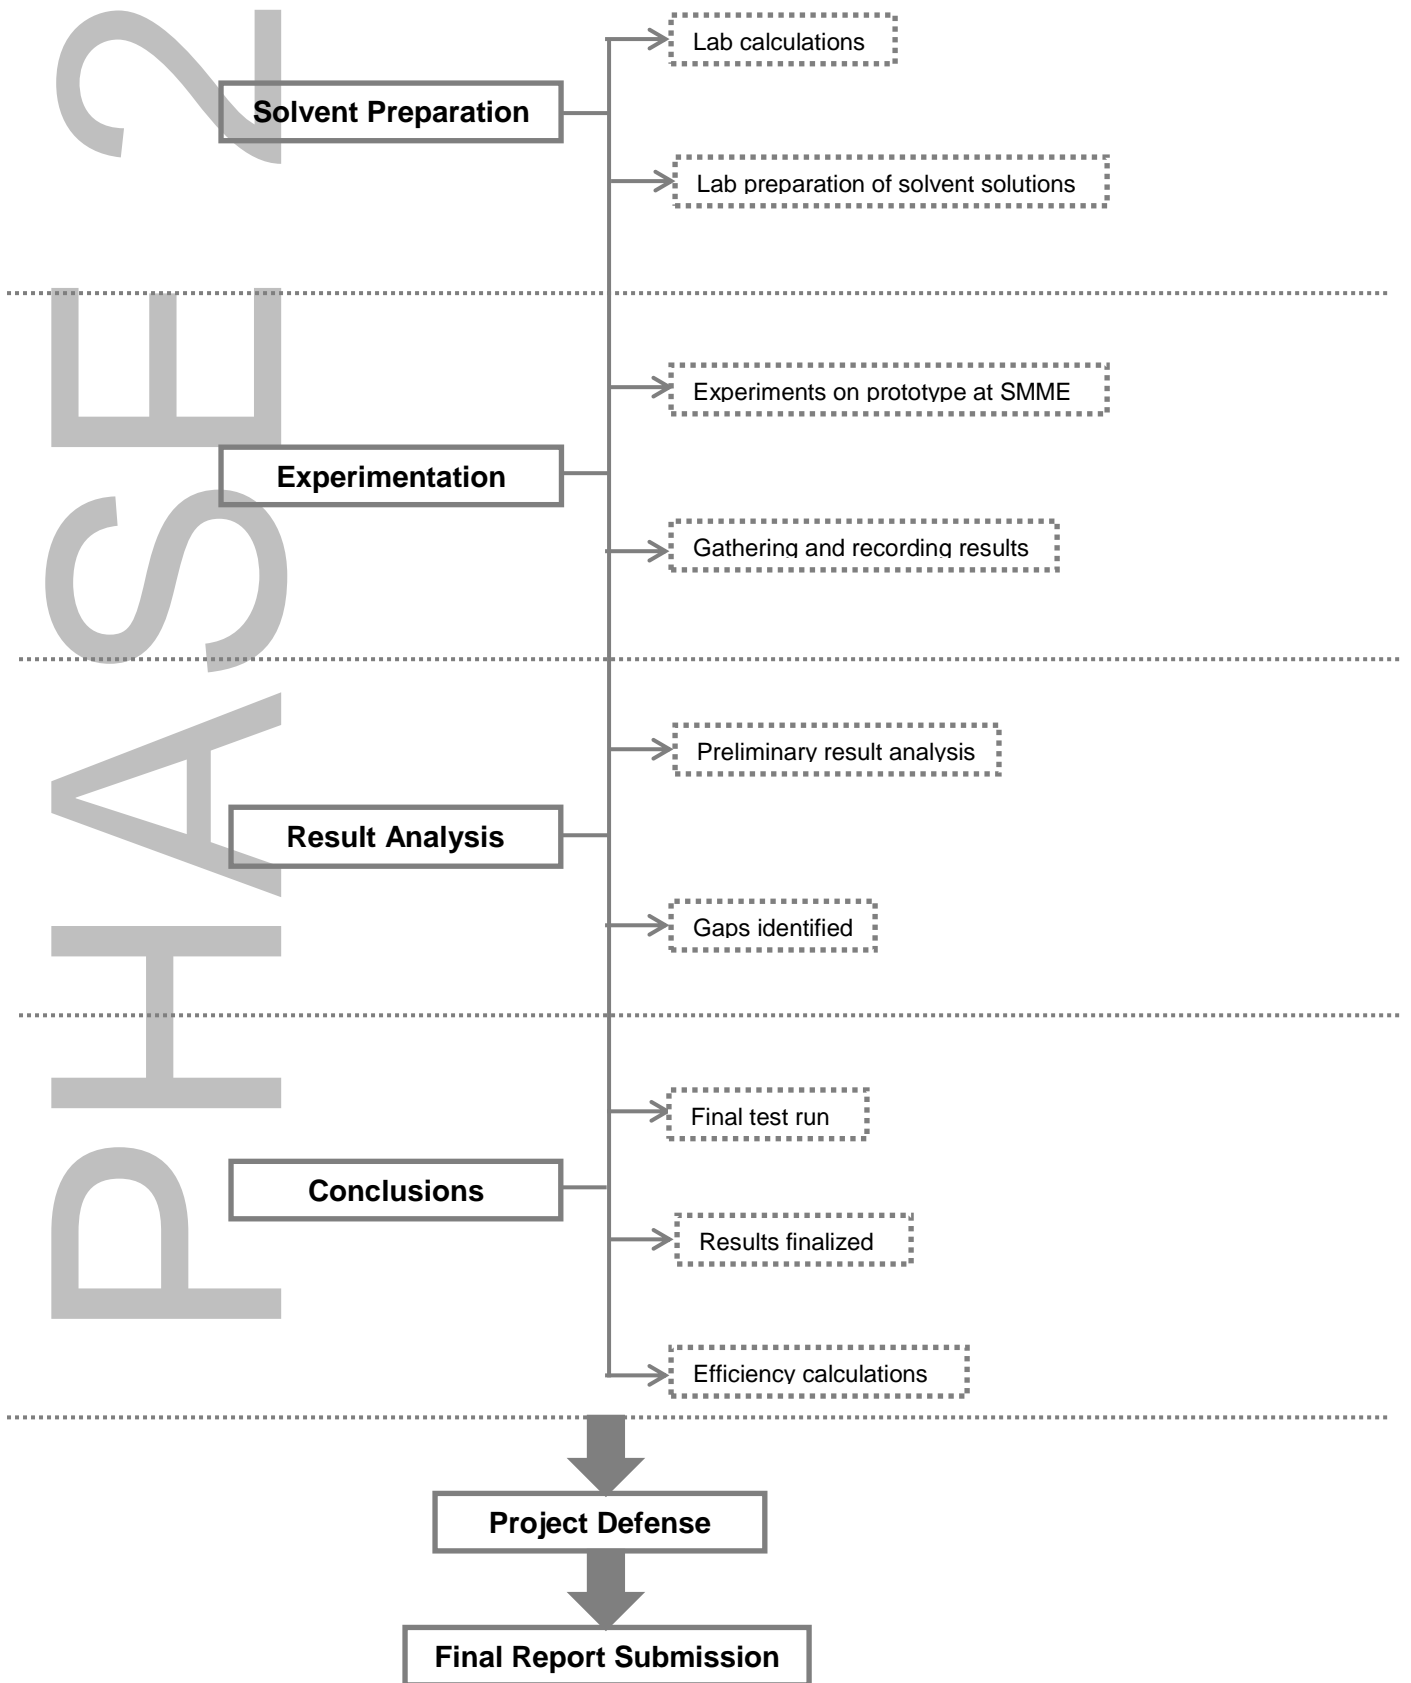 PHASE 2
Lab calculations
Solvent Preparation
Lab preparation of solvent solutions
Experiments on prototype at SMME
Experimentation
Gathering and recording results
Preliminary result analysis
Result Analysis
Gaps identified
Final test run
Conclusions
Results finalized
Efficiency calculations
Project Defense
Final Report Submission